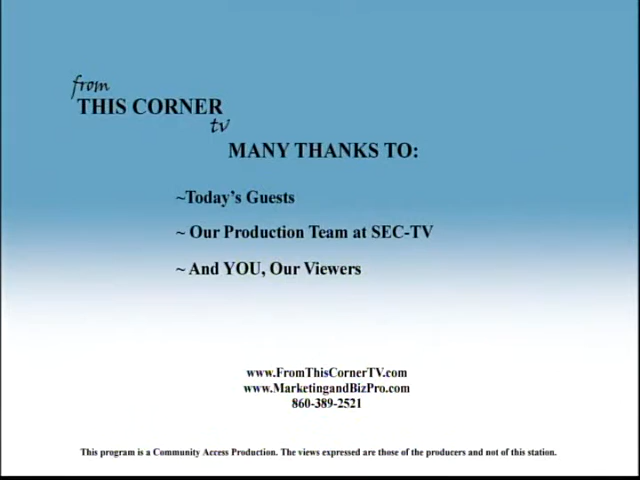 from
THIS CORNER
tv
MANY THANKS TO:
~Today's Guests
~ Our Production Team at SEC-TV
~ And YOU, Our Viewers
www.FromThisCornerTV.com
www.MarketingandBizPro.com
860-389-2521
This program is a Community Access Production. The views expressed are those of the producers and not of this station.